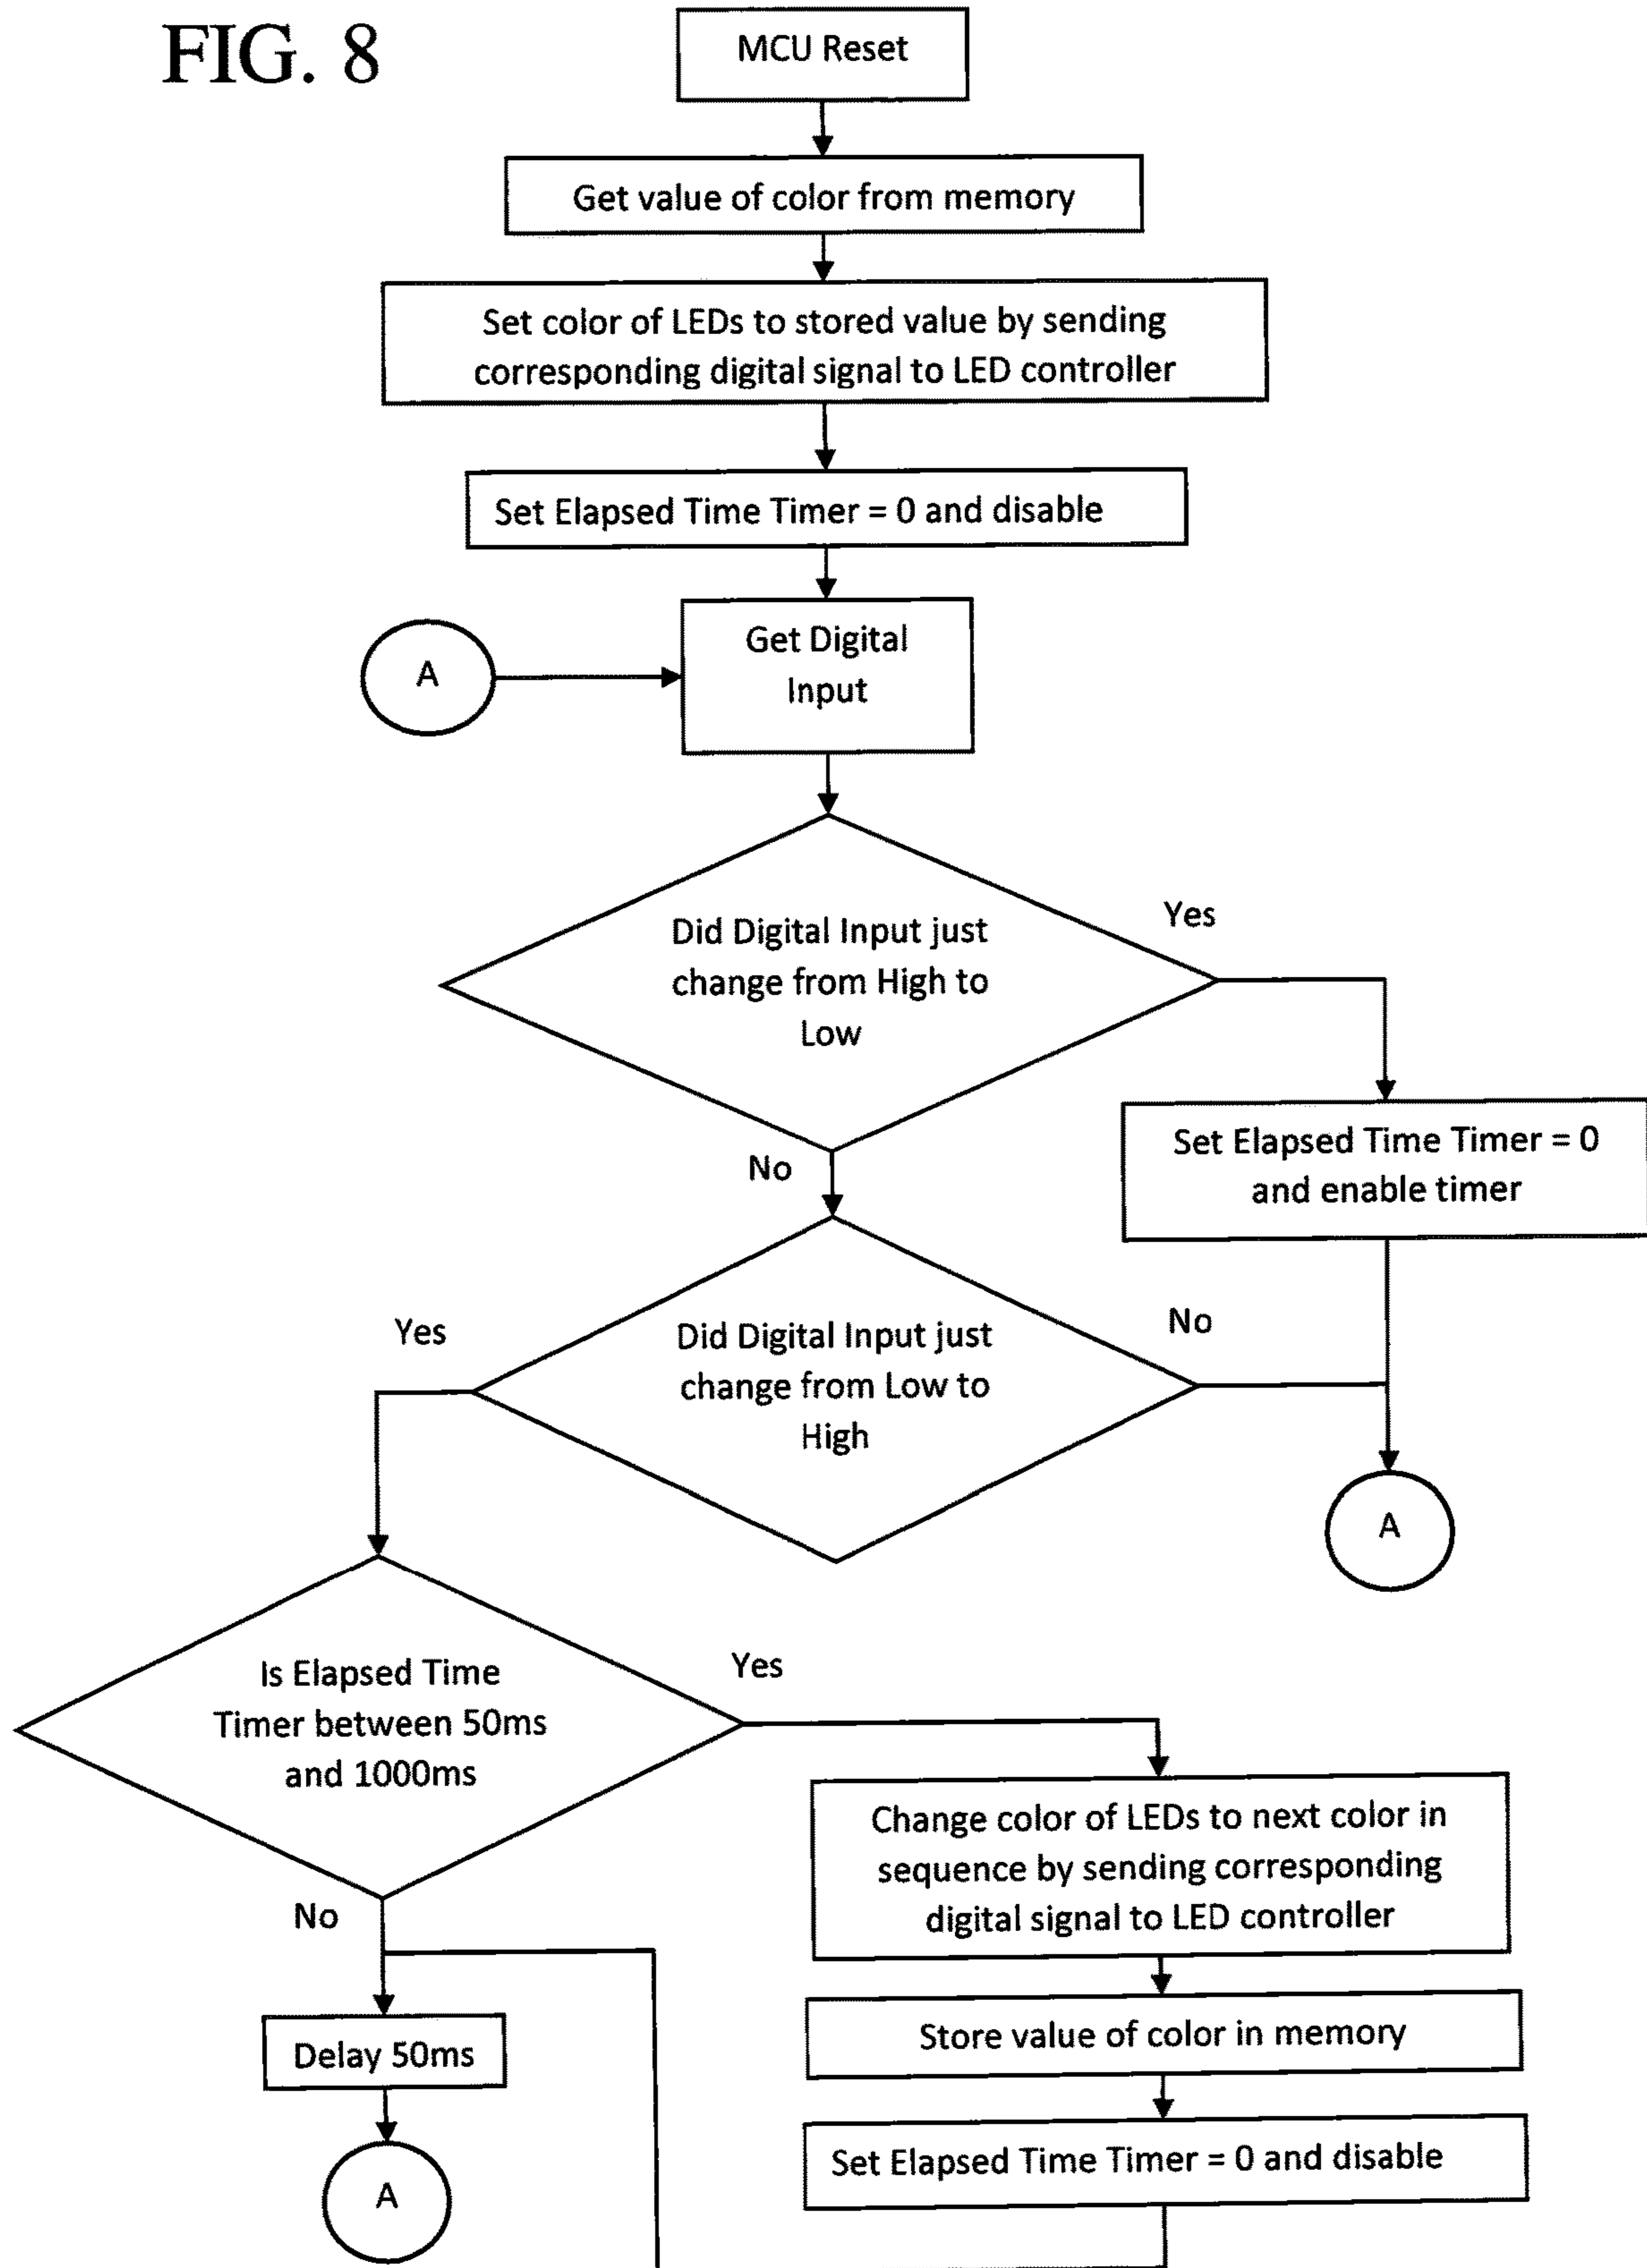 FIG. 8
MCU Reset
Get value of color from memory
Set color of LEDs to stored value by sending
corresponding digital signal to LED controller
Set Elapsed Time Timer = 0 and disable
Get Digital
Input
A
Did Digital Input just
change from High to
Low
Yes
No
Set Elapsed Time Timer = 0
and enable timer
Did Digital Input just
change from Low to
High
Yes
No
A
Is Elapsed Time
Timer between 50ms
and 1000ms
Yes
No
Change color of LEDs to next color in
sequence by sending corresponding
digital signal to LED controller
Store value of color in memory
Set Elapsed Time Timer = 0 and disable
Delay 50ms
A